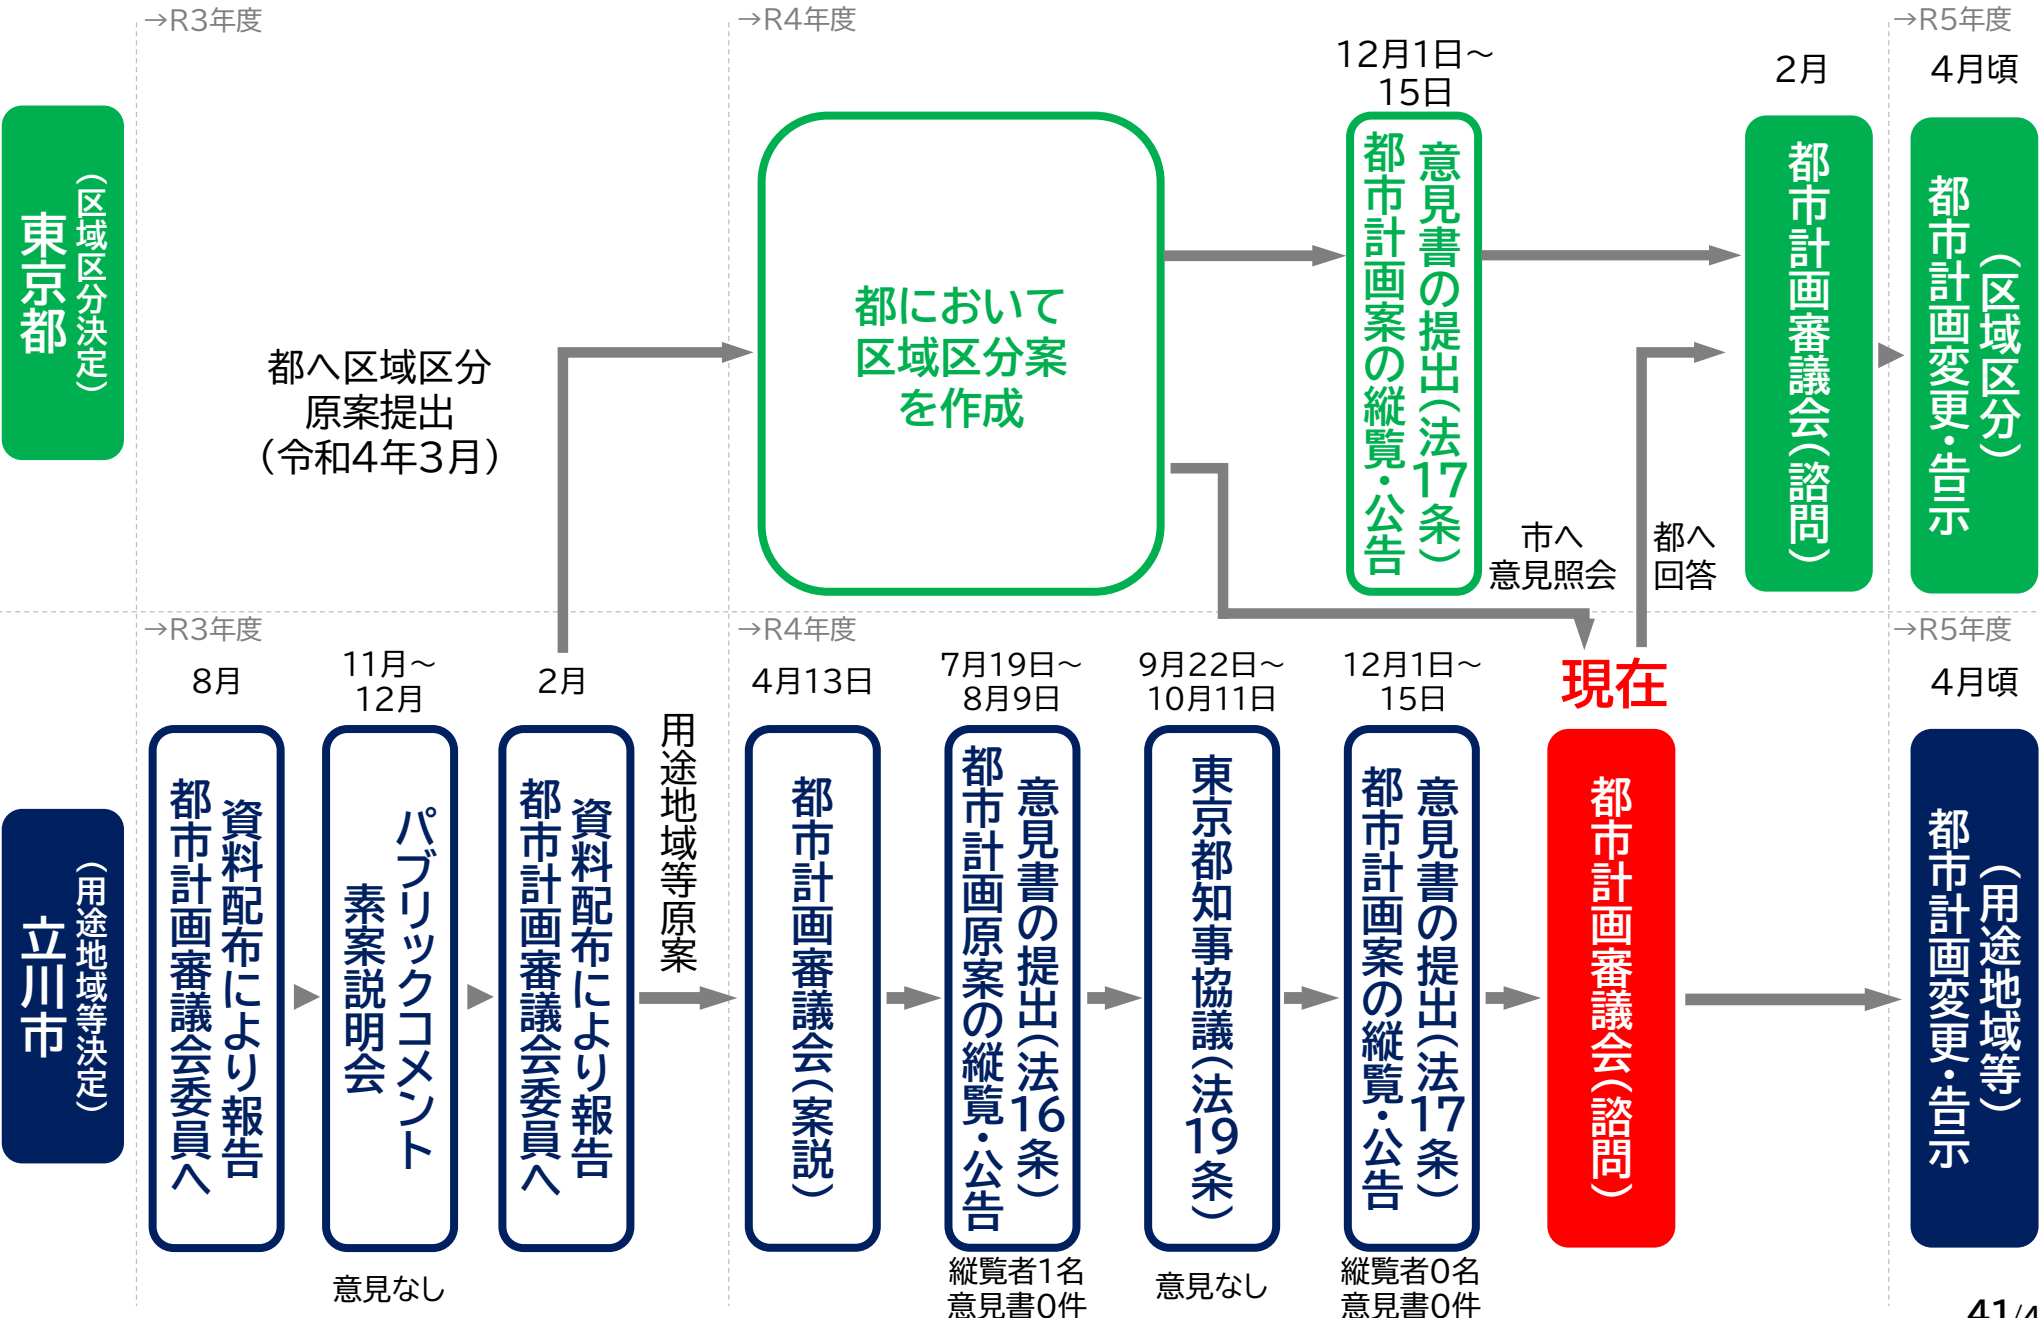 →R3年度
→R4年度
→R5年度
東京都
（区域区分決定）
都へ区域区分
原案提出
（令和4年3月）
都において
区域区分案
を作成
12月1日～
15日
意見書の提出（法17条）
都市計画案の縦覧・公告
市へ
意見照会
都へ
回答
2月
都市計画審議会（諮問）
4月頃
（区域区分）
都市計画変更・告示
→R3年度
→R4年度
→R5年度
立川市
（用途地域等決定）
8月
資料配布により報告
都市計画審議会委員へ
11月～
12月
パブリックコメント
素案説明会
意見なし
2月
資料配布により報告
都市計画審議会委員へ
用途地域等原案
4月13日
都市計画審議会（案説）
7月19日～
8月9日
意見書の提出（法16条）
都市計画原案の縦覧・公告
縦覧者1名
意見書0件
9月22日～
10月11日
東京都知事協議（法19条）
意見なし
12月1日～
15日
意見書の提出（法17条）
都市計画案の縦覧・公告
縦覧者0名
意見書0件
現在
都市計画審議会（諮問）
4月頃
（用途地域等）
都市計画変更・告示